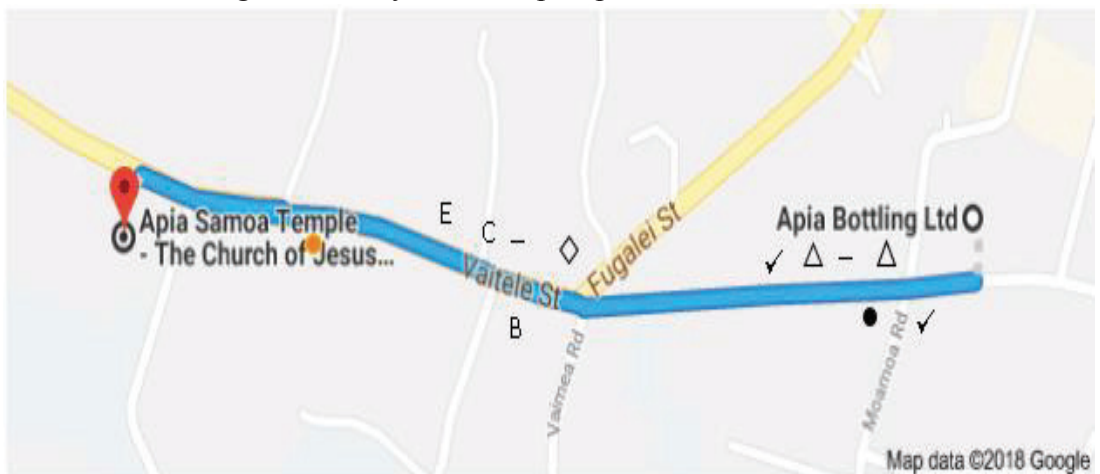 E
C –
Apia Samoa Temple
- The Church of Jesus...
Vaitele St
Fugalei St
Apia Bottling Ltd
✓ △ – △
B
Vaimea Rd
Moamoa Rd
✓
Map data ©2018 Google